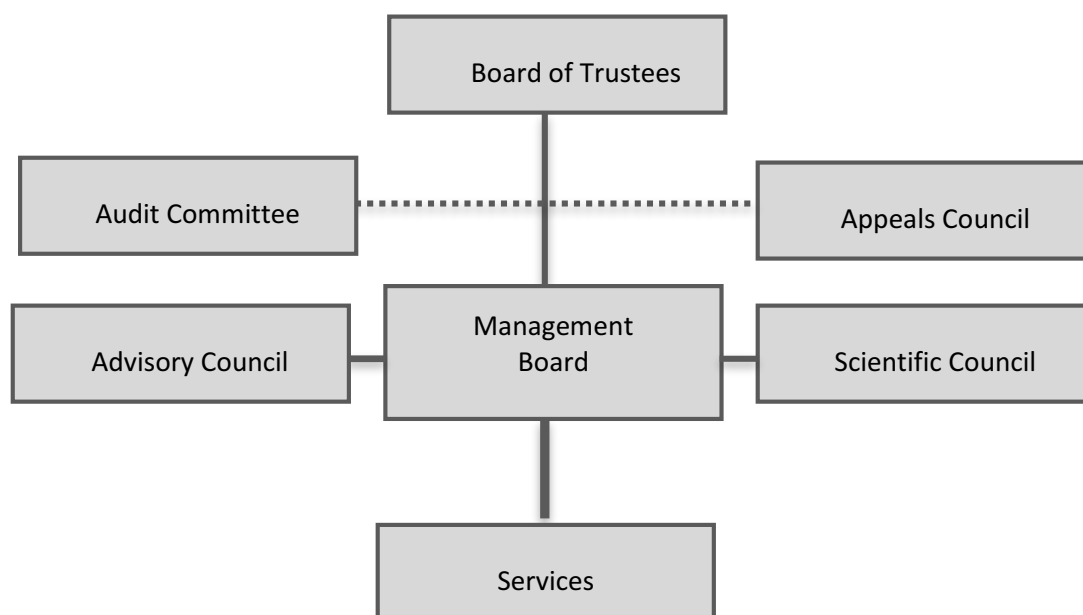 Board of Trustees
Audit Committee
Appeals Council
Management
Board
Advisory Council
Scientific Council
Services